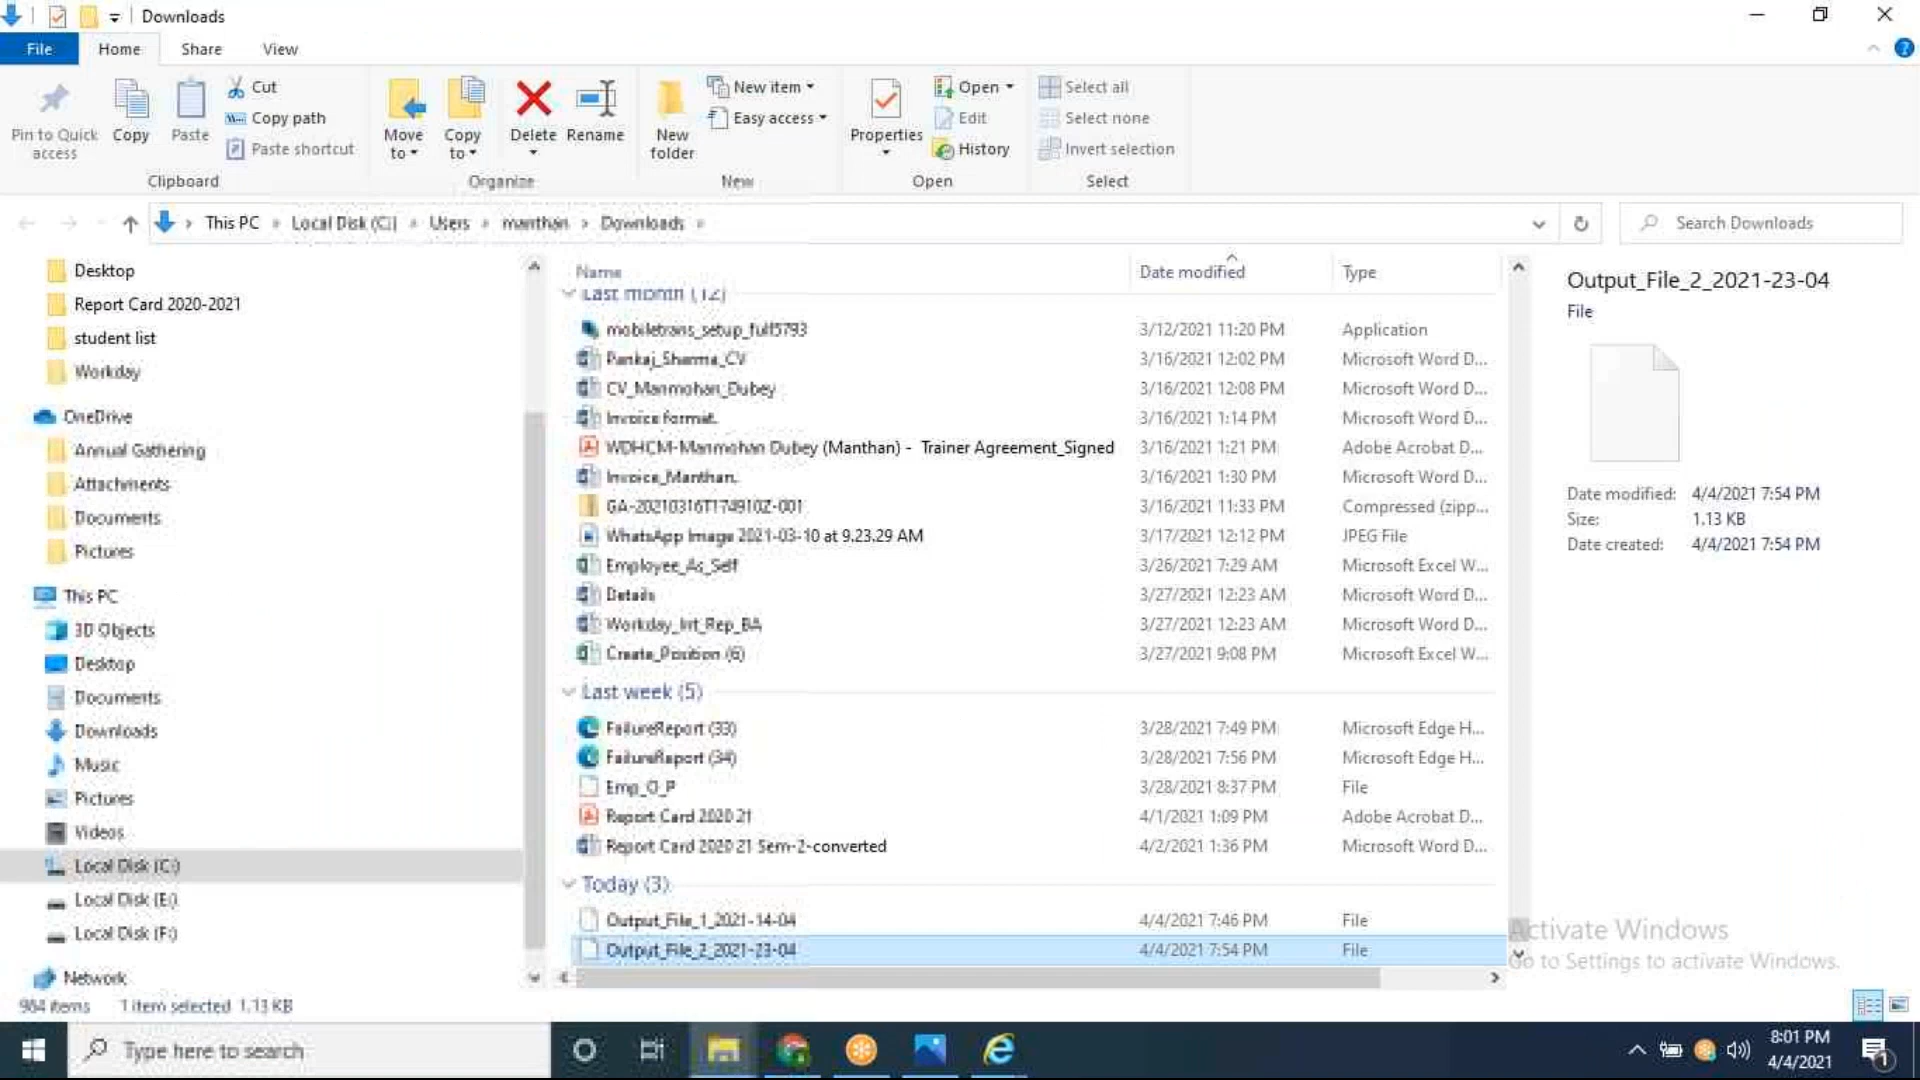 Downloads
File Home Share View
Pin to Quick access
Copy
Paste
Cut
Copy path
Paste shortcut
Clipboard
Move to
Copy to
Delete
Rename
Organize
New folder
New item
Easy access
New
Properties
Open
Edit
History
Open
Select all
Select none
Invert selection
Select
This PC Local Disk (C:) Users manthan Downloads
Search Downloads
Desktop
Report Card 2020-2021
student list
Workday
OneDrive
Annual Gathering
Attachments
Documents
Pictures
This PC
3D Objects
Desktop
Documents
Downloads
Music
Pictures
Videos
Local Disk (C:)
Local Disk (E:)
Local Disk (F:)
Network
Name Date modified Type
Last month (12)
mobiletrans_setup_full5793 3/12/2021 11:20 PM Application
Pankaj_Sharma_CV 3/16/2021 12:02 PM Microsoft Word D...
CV_Manmohan_Dubey 3/16/2021 12:08 PM Microsoft Word D...
Invoice format. 3/16/2021 1:14 PM Microsoft Word D...
WDHCM-Manmohan Dubey (Manthan) - Trainer Agreement_Signed 3/16/2021 1:21 PM Adobe Acrobat D...
Invoice_Manthan. 3/16/2021 1:30 PM Microsoft Word D...
GA-20210316T174910Z-001 3/16/2021 11:33 PM Compressed (zipp...
WhatsApp Image 2021-03-10 at 9.23.29 AM 3/17/2021 12:12 PM JPEG File
Employee_As_Self 3/26/2021 7:29 AM Microsoft Excel W...
Details 3/27/2021 12:23 AM Microsoft Word D...
Workday_Int_Rep_BA 3/27/2021 12:23 AM Microsoft Word D...
Create_Position (6) 3/27/2021 9:08 PM Microsoft Excel W...
Last week (5)
FailureReport (33) 3/28/2021 7:49 PM Microsoft Edge H...
FailureReport (34) 3/28/2021 7:56 PM Microsoft Edge H...
Emp_O_P 3/28/2021 8:37 PM File
Report Card 2020 21 4/1/2021 1:09 PM Adobe Acrobat D...
Report Card 2020 21 Sem-2-converted 4/2/2021 1:36 PM Microsoft Word D...
Today (3)
Output_File_1_2021-14-04 4/4/2021 7:46 PM File
Output_File_2_2021-23-04 4/4/2021 7:54 PM File
Output_File_2_2021-23-04
File
Date modified: 4/4/2021 7:54 PM
Size: 1.13 KB
Date created: 4/4/2021 7:54 PM
Activate Windows
Go to Settings to activate Windows.
984 items 1 item selected 1.13 KB
Type here to search
8:01 PM
4/4/2021
1